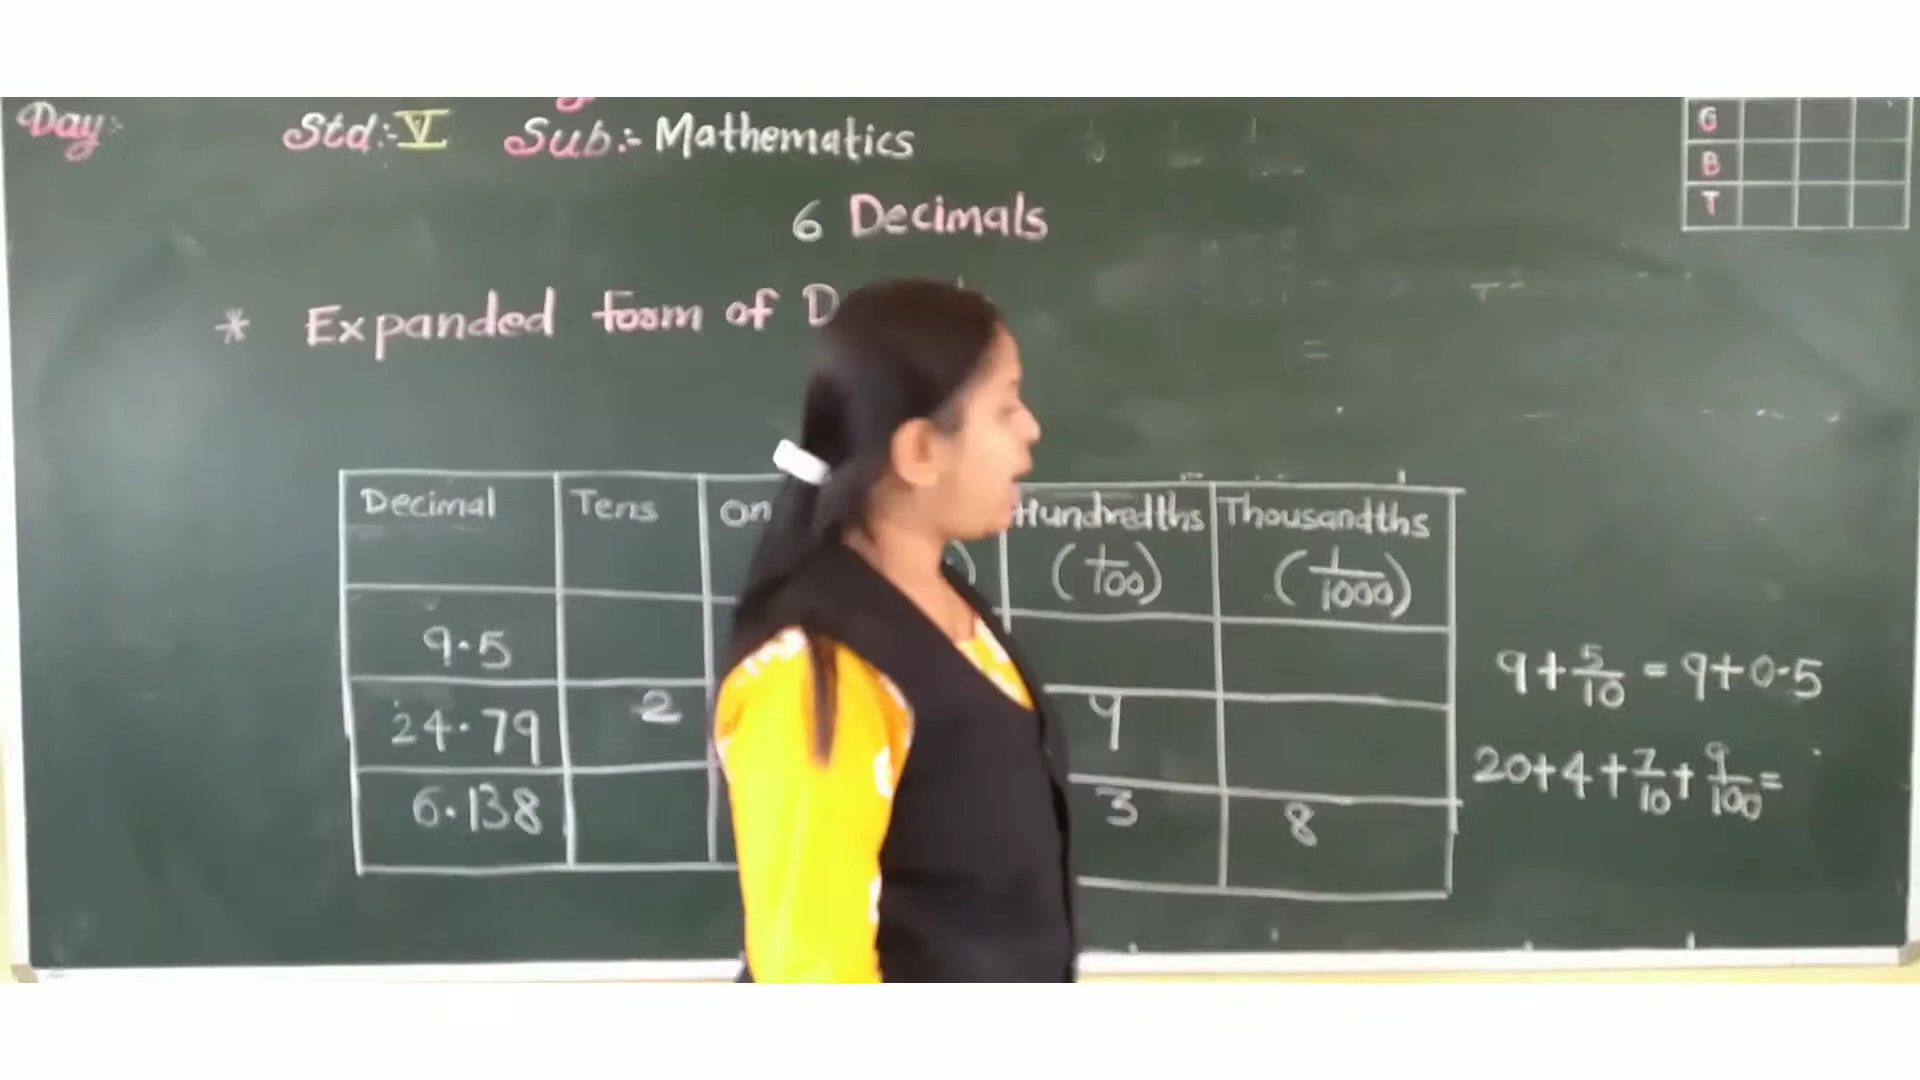 Day:-
Std:- V Sub:- Mathematics
G
B
T
6 Decimals
* Expanded form of
Decimal Tens Hundredths Thousandths
(1/100) (1/1000)
9.5
9+5/10 = 9+0.5
24.79 2 9
20+4+7/10+9/100=
6.138 3 8